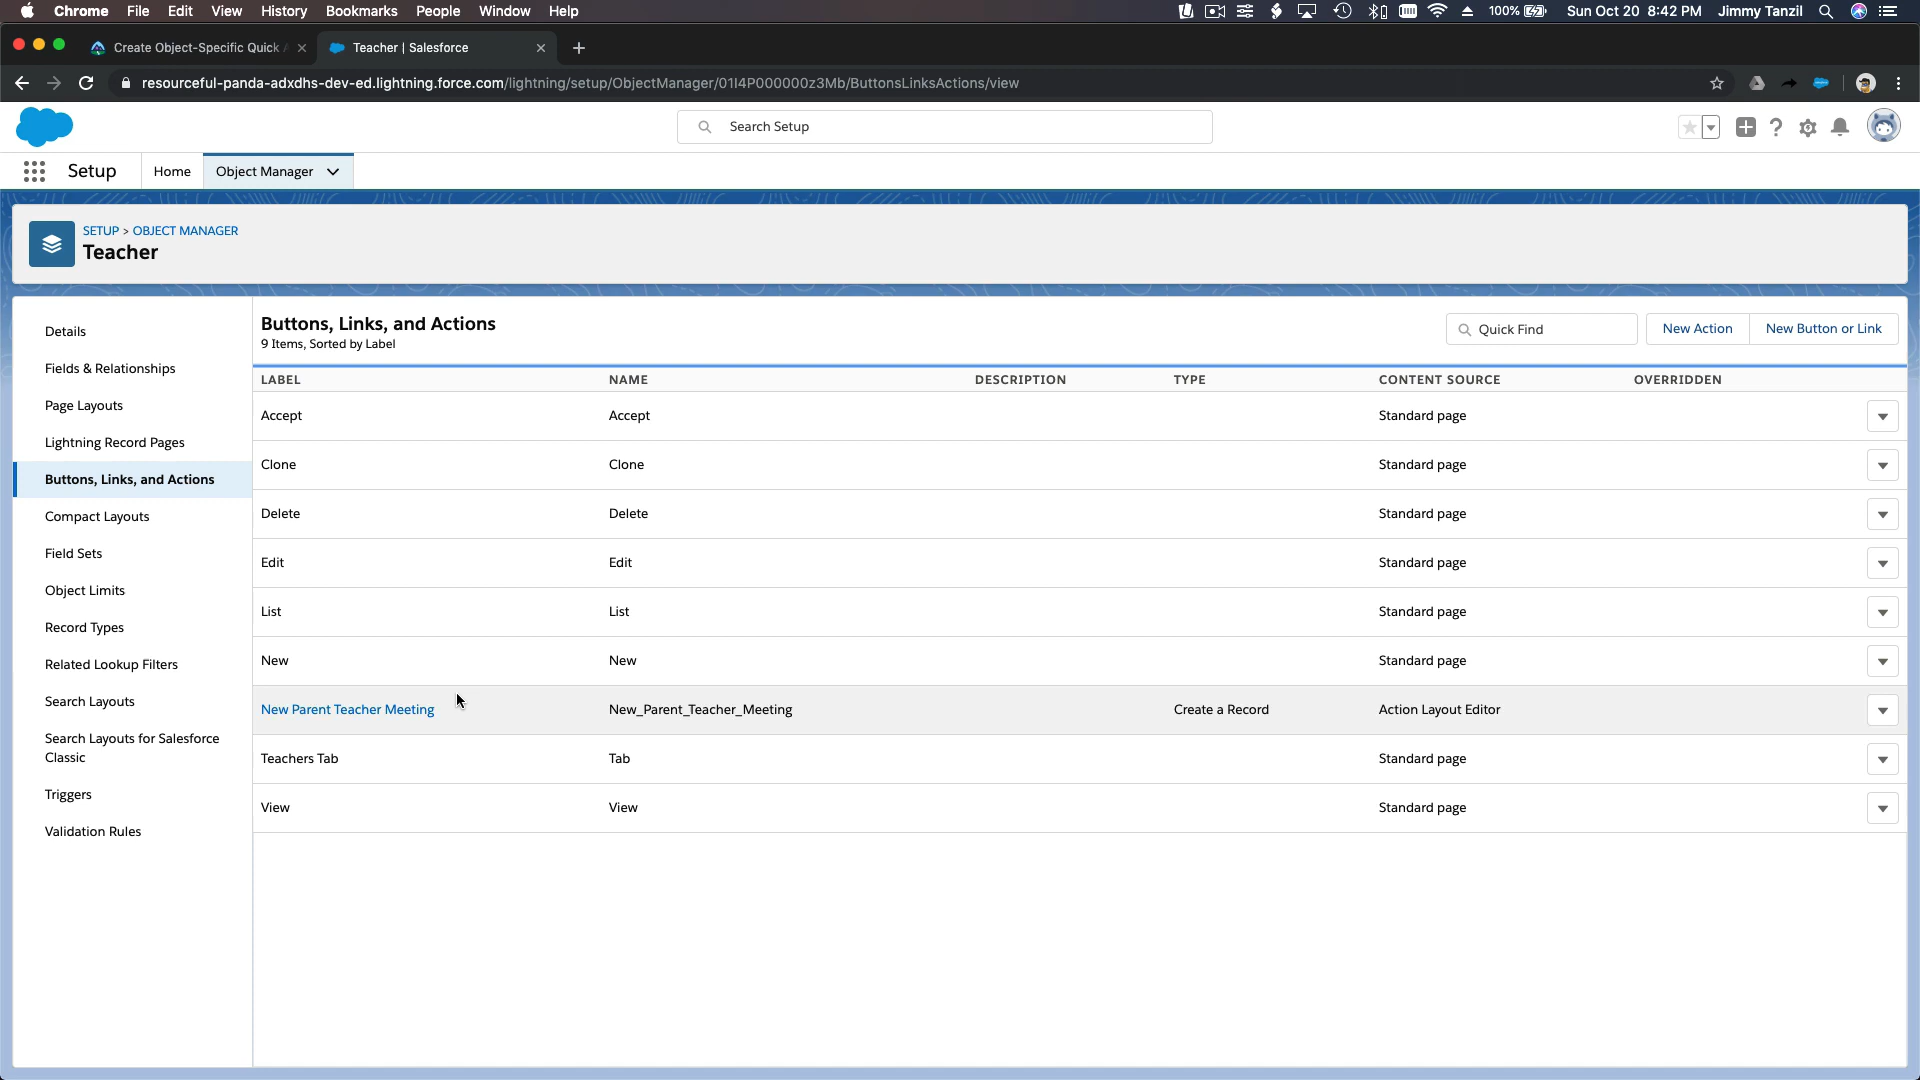 Chrome File Edit View History Bookmarks People Window Help 100% Sun Oct 20 8:42 PM Jimmy Tanzil
Create Object-Specific Quick A Teacher | Salesforce
resourceful-panda-adxdhs-dev-ed.lightning.force.com/lightning/setup/ObjectManager/01I4P000000z3Mb/ButtonsLinksActions/view
Search Setup
Setup Home Object Manager
SETUP > OBJECT MANAGER
Teacher
Details
Fields & Relationships
Page Layouts
Lightning Record Pages
Buttons, Links, and Actions
Compact Layouts
Field Sets
Object Limits
Record Types
Related Lookup Filters
Search Layouts
Search Layouts for Salesforce
Classic
Triggers
Validation Rules
Buttons, Links, and Actions
9 Items, Sorted by Label
Quick Find New Action New Button or Link
LABEL NAME DESCRIPTION TYPE CONTENT SOURCE OVERRIDDEN
Accept Accept Standard page
Clone Clone Standard page
Delete Delete Standard page
Edit Edit Standard page
List List Standard page
New New Standard page
New Parent Teacher Meeting New_Parent_Teacher_Meeting Create a Record Action Layout Editor
Teachers Tab Tab Standard page
View View Standard page